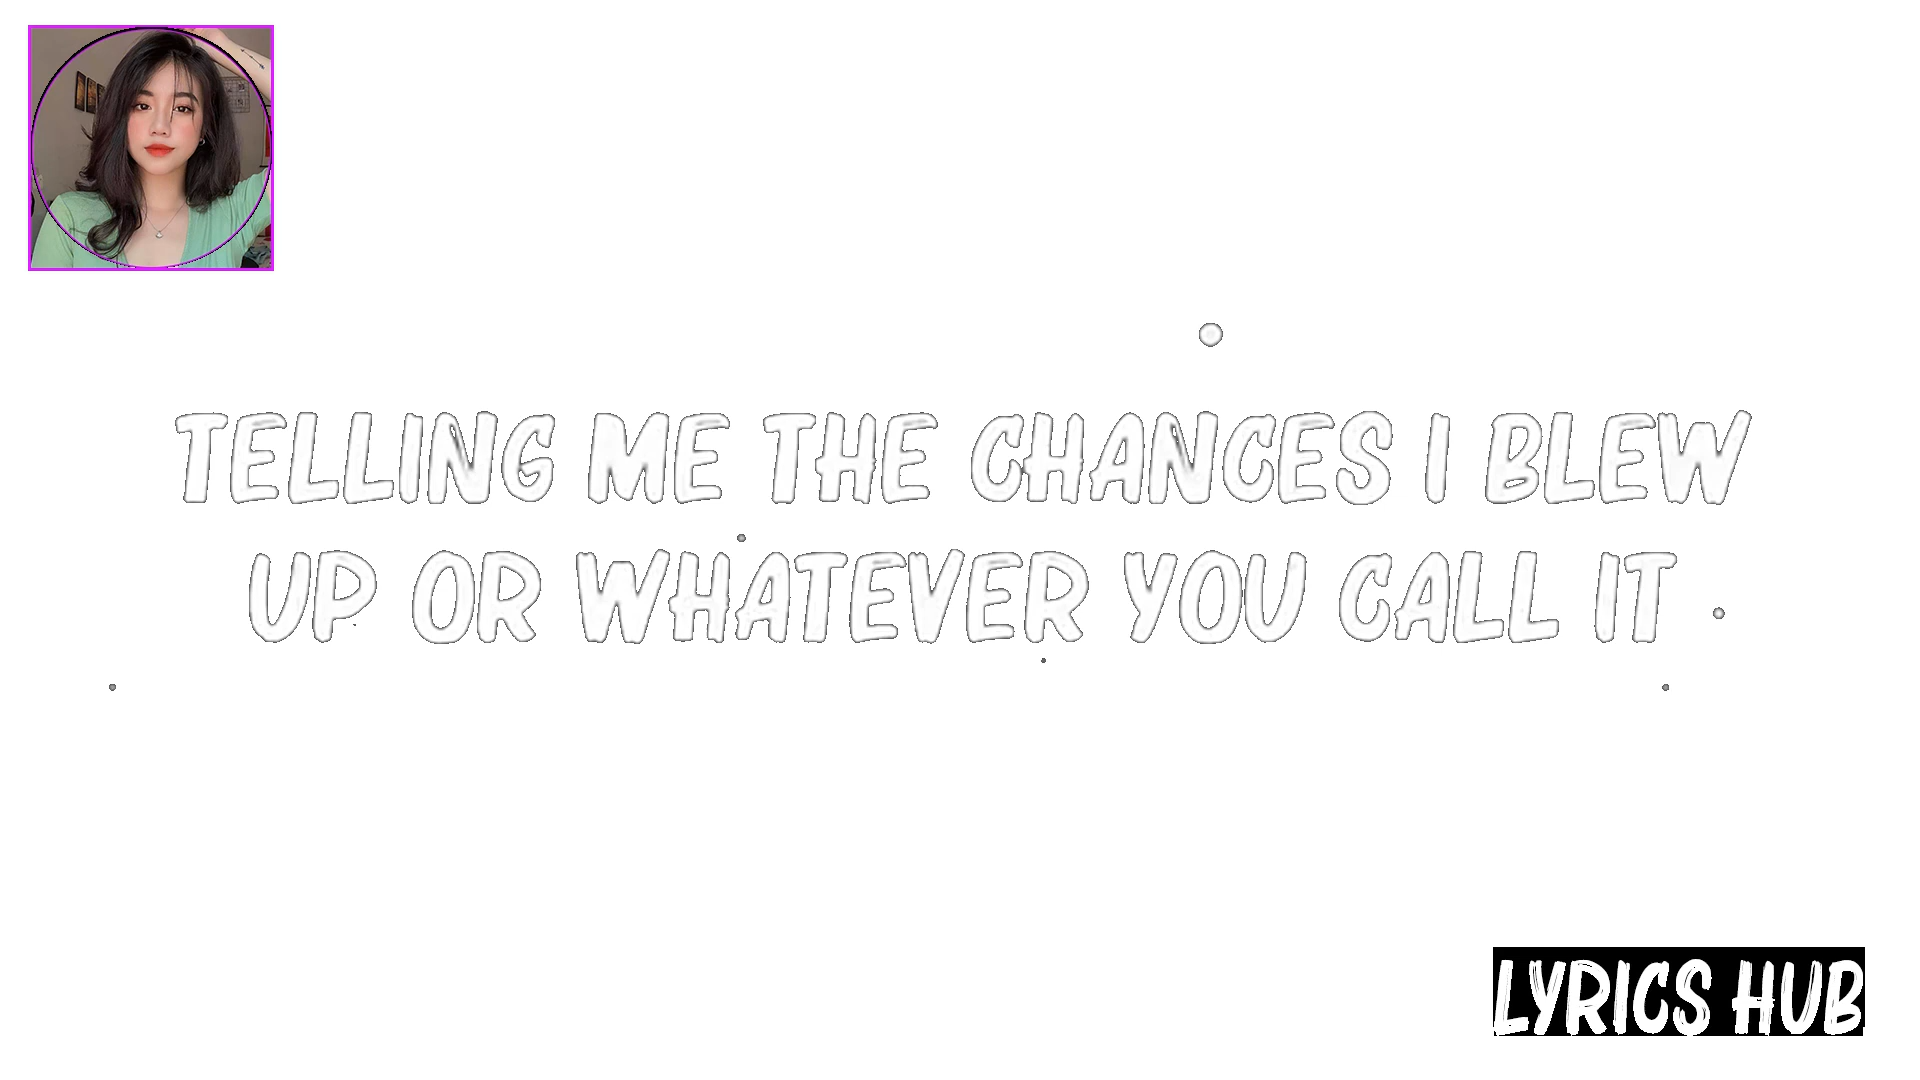 TELLING ME THE CHANCES I BLEW
UP OR WHATEVER YOU CALL IT
LYRICS HUB